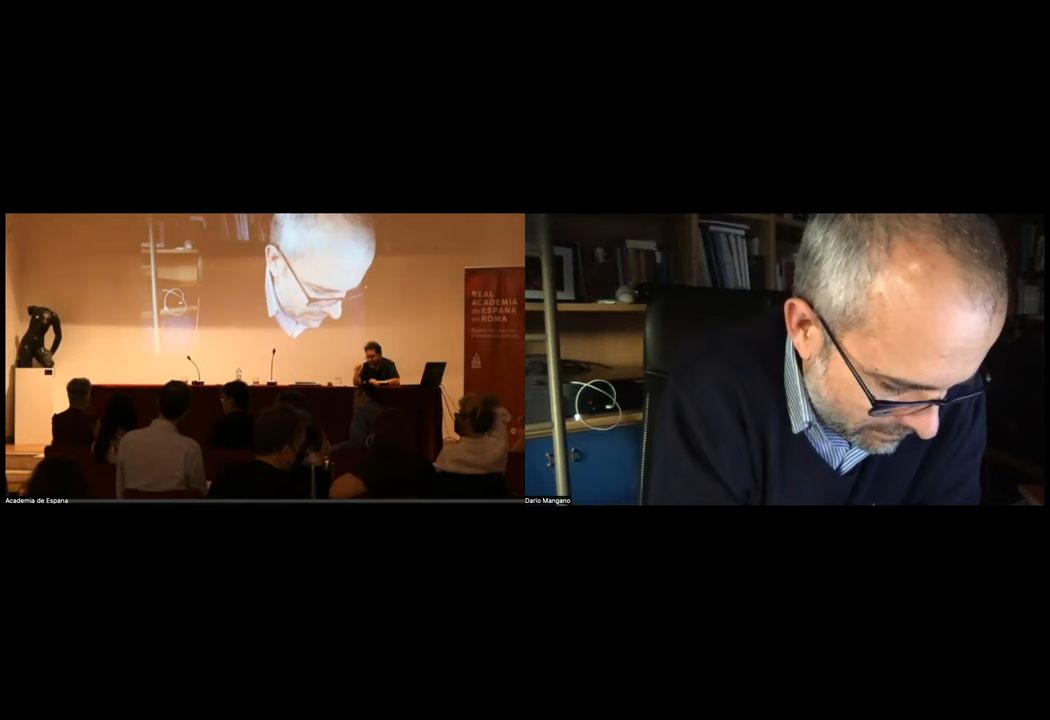 REAL
ACADEMIA
de ESPAÑA
en ROMA
Academia de Espana
Dario Mangano